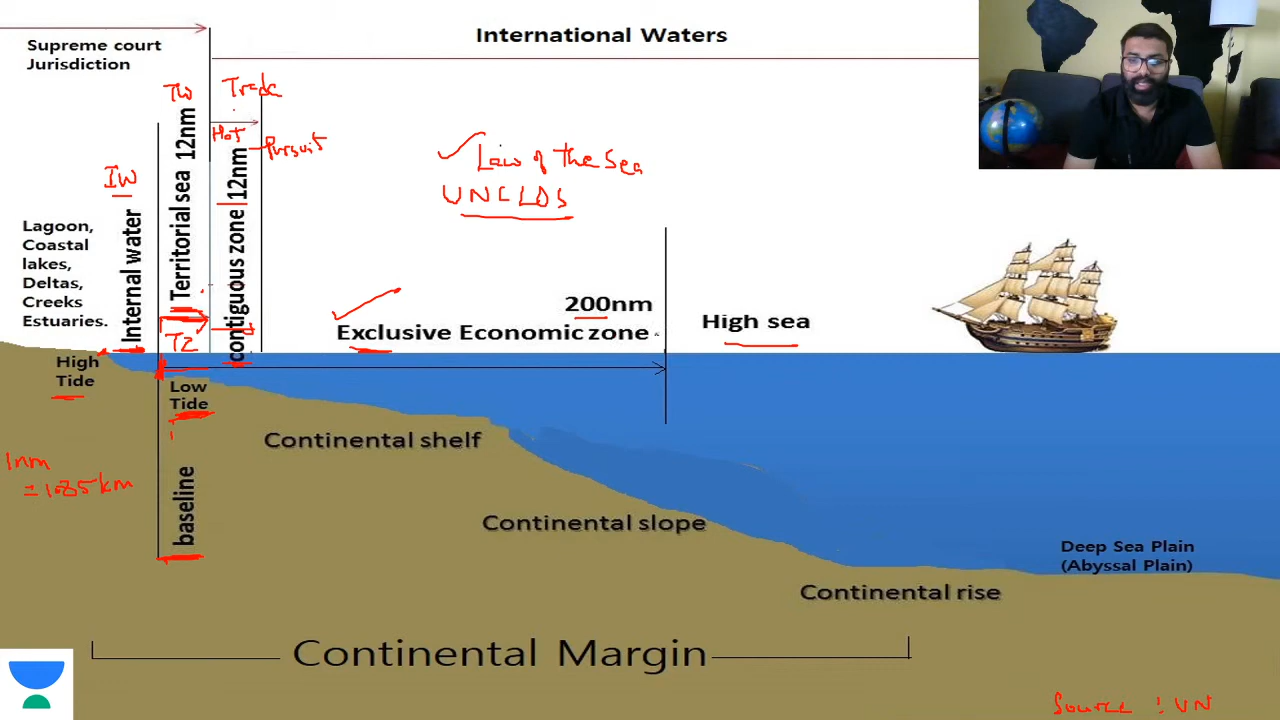 International Waters
Supreme court
Jurisdiction
TW
Trade
Hot
Pursuit
Law of the Sea
UNCLOS
IW
Internal water
Territorial sea 12nm
contiguous zone 12nm
Lagoon,
Coastal
lakes,
Deltas,
Creeks
Estuaries.
TZ
200nm
Exclusive Economic zone
High sea
High
Tide
Low
Tide
baseline
1nm
= 1.85 km
Continental shelf
Continental slope
Deep Sea Plain
(Abyssal Plain)
Continental rise
Continental Margin
Source : UN